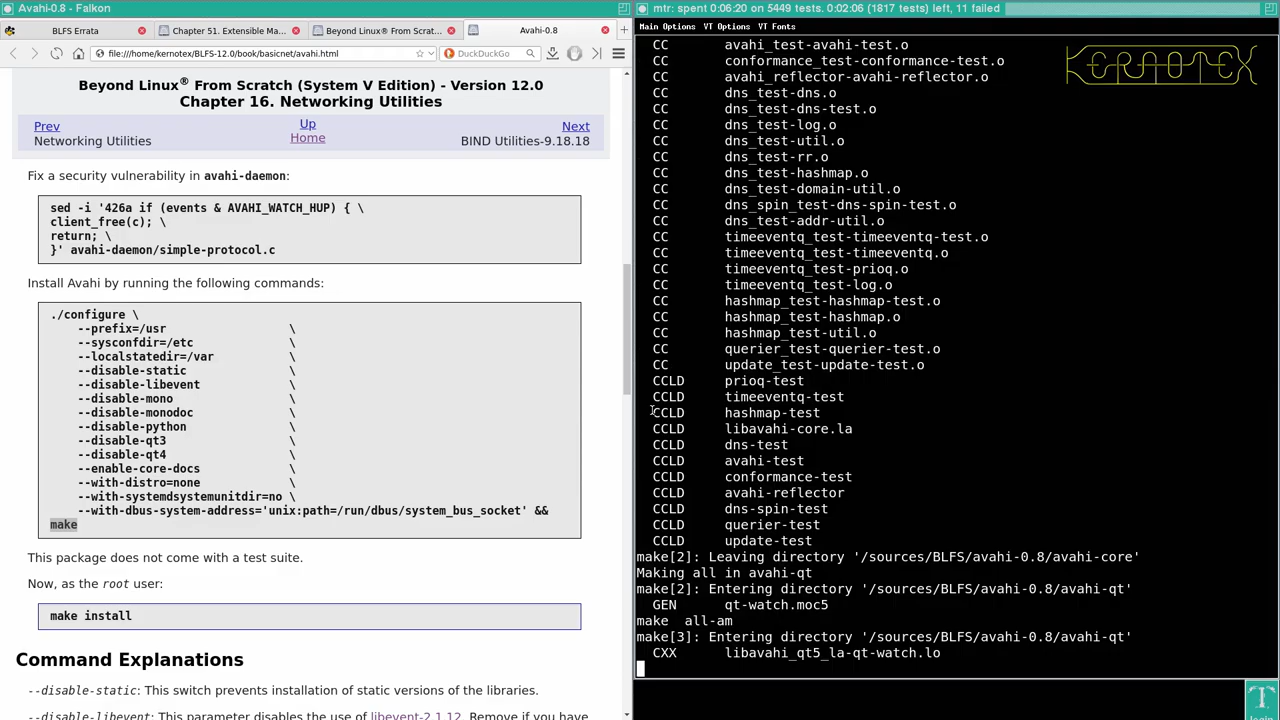 Avahi-0.8 - Falkon
BLFS Errata
Chapter 51. Extensible Ma...
Beyond Linux® From Scrat...
Avahi-0.8
file:///home/kernotex/BLFS-12.0/book/basicnet/avahi.html
DuckDuckGo
Beyond Linux® From Scratch (System V Edition) - Version 12.0
Chapter 16. Networking Utilities
Prev
Up
Next
Networking Utilities
Home
BIND Utilities-9.18.18
Fix a security vulnerability in avahi-daemon:
sed -i '426a if (events & AVAHI_WATCH_HUP) { \
client_free(c); \
return; \
}' avahi-daemon/simple-protocol.c
Install Avahi by running the following commands:
./configure \
--prefix=/usr \
--sysconfdir=/etc \
--localstatedir=/var \
--disable-static \
--disable-libevent \
--disable-mono \
--disable-monodoc \
--disable-python \
--disable-qt3 \
--disable-qt4 \
--enable-core-docs \
--with-distro=none \
--with-systemdsystemunitdir=no \
--with-dbus-system-address='unix:path=/run/dbus/system_bus_socket' &&
make
This package does not come with a test suite.
Now, as the root user:
make install
Command Explanations
--disable-static: This switch prevents installation of static versions of the libraries.
--disable-libevent: This parameter disables the use of libevent-2.1.12. Remove if you have
mtr: spent 0:06:20 on 5449 tests. 0:02:06 (1817 tests) left, 11 failed
Main Options VT Options VT Fonts
KERNOTEX
CC avahi_test-avahi-test.o
CC conformance_test-conformance-test.o
CC avahi_reflector-avahi-reflector.o
CC dns_test-dns.o
CC dns_test-dns-test.o
CC dns_test-log.o
CC dns_test-util.o
CC dns_test-rr.o
CC dns_test-hashmap.o
CC dns_test-domain-util.o
CC dns_spin_test-dns-spin-test.o
CC dns_test-addr-util.o
CC timeeventq_test-timeeventq-test.o
CC timeeventq_test-timeeventq.o
CC timeeventq_test-prioq.o
CC timeeventq_test-log.o
CC hashmap_test-hashmap-test.o
CC hashmap_test-hashmap.o
CC hashmap_test-util.o
CC querier_test-querier-test.o
CC update_test-update-test.o
CCLD prioq-test
CCLD timeeventq-test
CCLD hashmap-test
CCLD libavahi-core.la
CCLD dns-test
CCLD avahi-test
CCLD conformance-test
CCLD avahi-reflector
CCLD dns-spin-test
CCLD querier-test
CCLD update-test
make[2]: Leaving directory '/sources/BLFS/avahi-0.8/avahi-core'
Making all in avahi-qt
make[2]: Entering directory '/sources/BLFS/avahi-0.8/avahi-qt'
GEN qt-watch.moc5
make all-am
make[3]: Entering directory '/sources/BLFS/avahi-0.8/avahi-qt'
CXX libavahi_qt5_la-qt-watch.lo
login